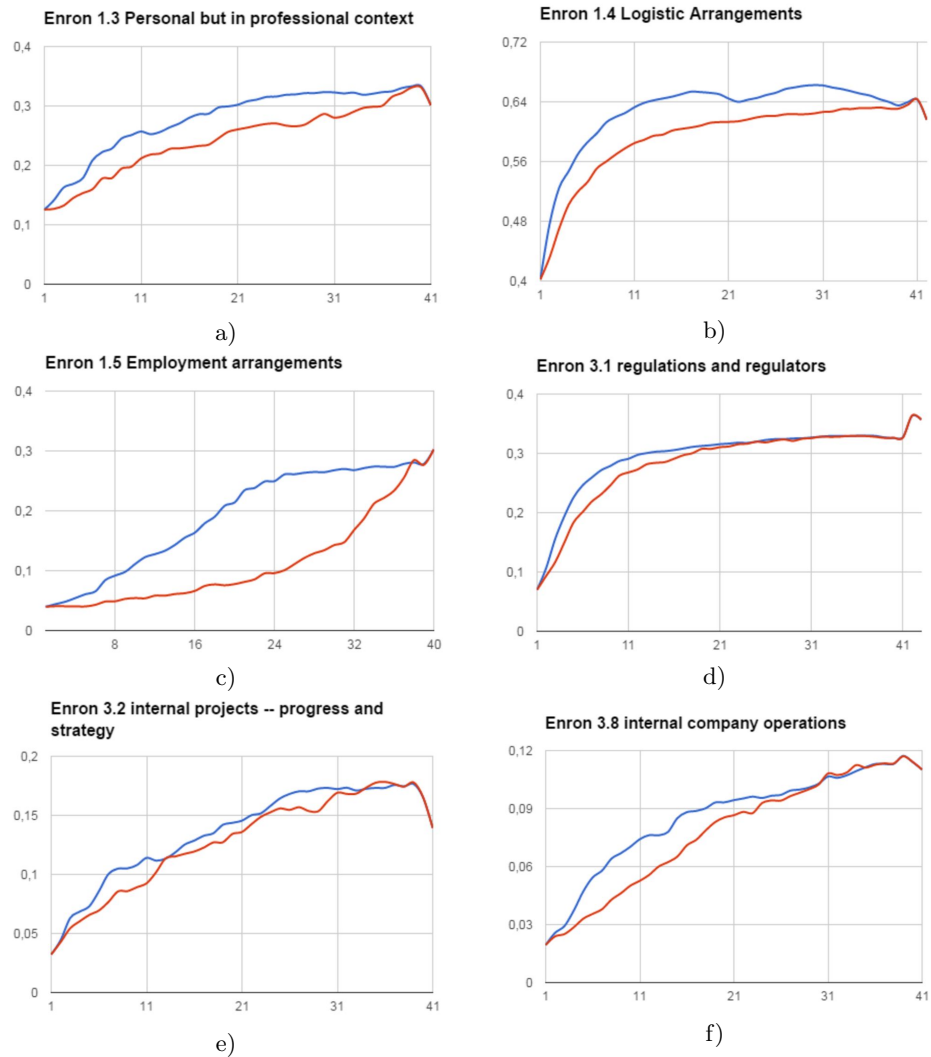 Enron 1.3 Personal but in professional context
0,4
0,3
0,2
0,1
0
1 11 21 31 41
a)
Enron 1.4 Logistic Arrangements
0,72
0,64
0,56
0,48
0,4
1 11 21 31
b)
Enron 1.5 Employment arrangements
0,4
0,3
0,2
0,1
0
8 16 24 32 40
c)
Enron 3.1 regulations and regulators
0,4
0,3
0,2
0,1
0
1 11 21 31 41
d)
Enron 3.2 internal projects -- progress and
strategy
0,2
0,15
0,1
0,05
0
1 11 21 31 41
e)
Enron 3.8 internal company operations
0,12
0,09
0,06
0,03
0
1 11 21 31 41
f)